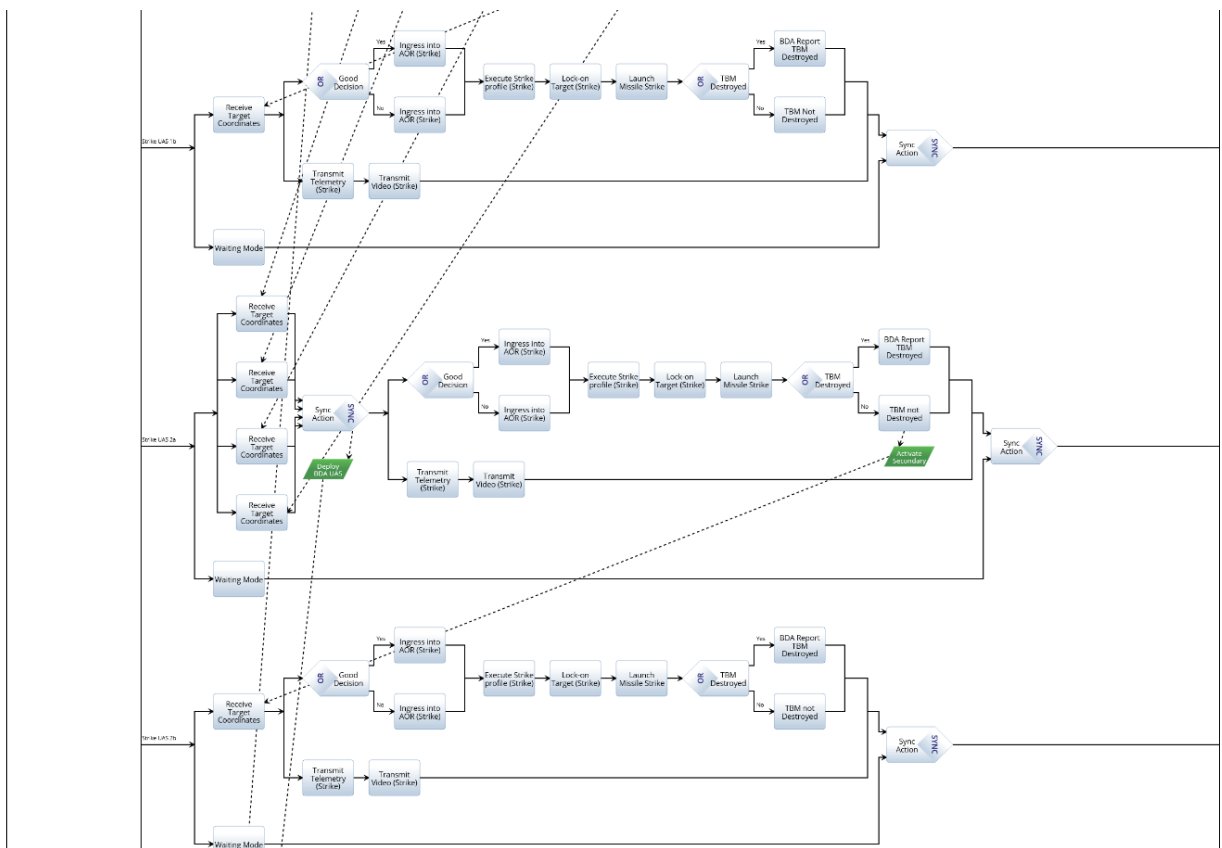 Strike UAS 1b
Receive
Target
Coordinates
OR
Good
Decision
Yes
Ingress into
AOR (Strike)
No
Ingress into
AOR (Strike)
Execute Strike
profile (Strike)
Lock-on
Target (Strike)
Launch
Missile Strike
OR
TBM
Destroyed
Yes
BDA Report
TBM
Destroyed
No
TBM Not
Destroyed
Transmit
Telemetry
(Strike)
Transmit
Video (Strike)
Sync
Action
SYNC
Waiting Mode
Strike UAS 2a
Receive
Target
Coordinates
Receive
Target
Coordinates
Receive
Target
Coordinates
Receive
Target
Coordinates
Sync
Action
SYNC
Deploy
BDA UAS
OR
Good
Decision
Yes
Ingress into
AOR (Strike)
No
Ingress into
AOR (Strike)
Execute Strike
profile (Strike)
Lock-on
Target (Strike)
Launch
Missile Strike
OR
TBM
Destroyed
Yes
BDA Report
TBM
Destroyed
No
TBM not
Destroyed
Activate
Secondary
Transmit
Telemetry
(Strike)
Transmit
Video (Strike)
Sync
Action
SYNC
Waiting Mode
Strike UAS 2b
Receive
Target
Coordinates
OR
Good
Decision
Yes
Ingress into
AOR (Strike)
No
Ingress into
AOR (Strike)
Execute Strike
profile (Strike)
Lock-on
Target (Strike)
Launch
Missile Strike
OR
TBM
Destroyed
Yes
BDA Report
TBM
Destroyed
No
TBM not
Destroyed
Transmit
Telemetry
(Strike)
Transmit
Video (Strike)
Sync
Action
SYNC
Waiting Mode